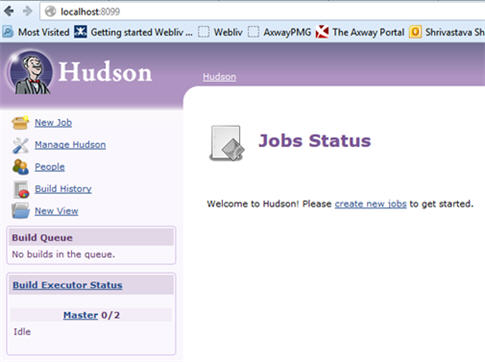 localhost:8099
Most Visited Getting started Webliv ... Webliv AxwayPMG The Axway Portal Shrivastava Sh
Hudson
Hudson
New Job
Manage Hudson
People
Build History
New View
Jobs Status
Welcome to Hudson! Please create new jobs to get started.
Build Queue
No builds in the queue.
Build Executor Status
Master 0/2
Idle